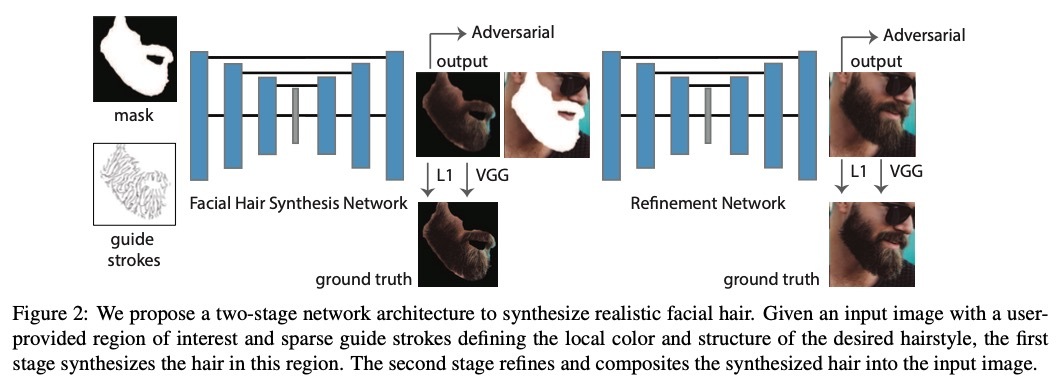 mask
guide
strokes
Facial Hair Synthesis Network
Adversarial
output
L1
VGG
ground truth
Refinement Network
Adversarial
output
L1
VGG
ground truth
Figure 2: We propose a two-stage network architecture to synthesize realistic facial hair. Given an input image with a user-
provided region of interest and sparse guide strokes defining the local color and structure of the desired hairstyle, the first
stage synthesizes the hair in this region. The second stage refines and composites the synthesized hair into the input image.